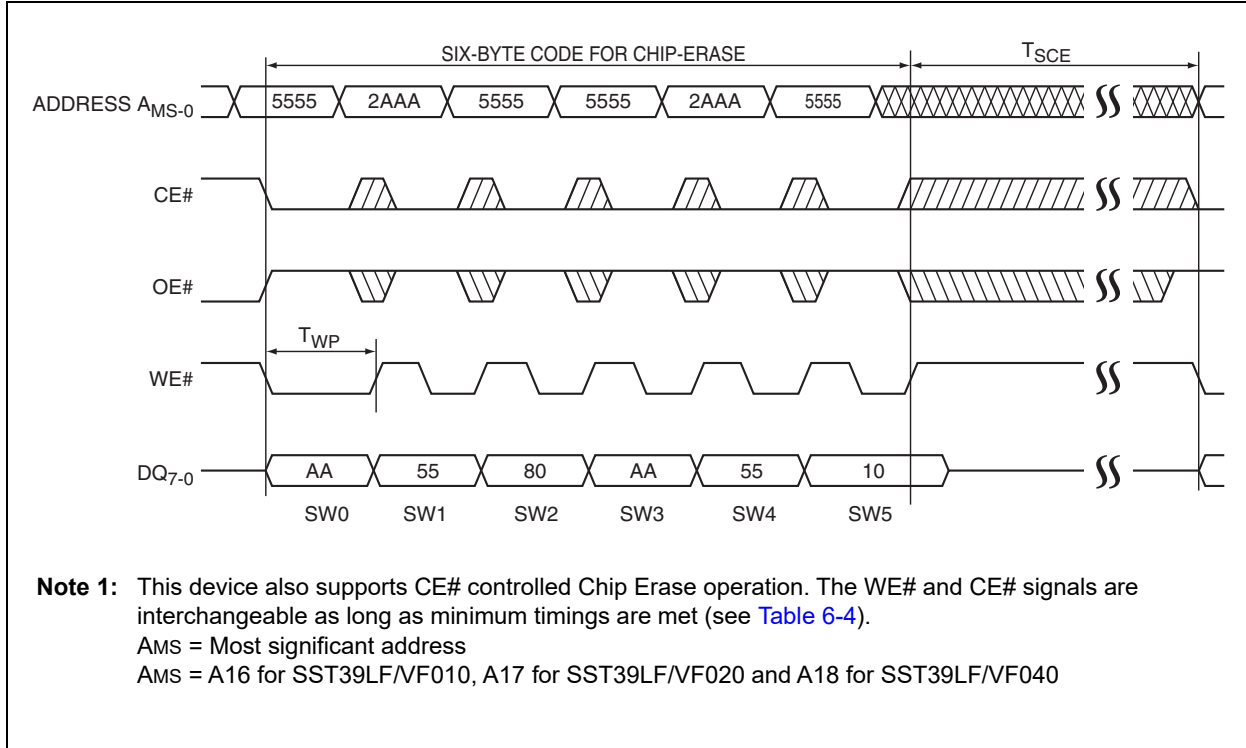 SIX-BYTE CODE FOR CHIP-ERASE
TSCE
ADDRESS AMS-0 5555 2AAA 5555 5555 2AAA 5555
CE#
OE#
TWP
WE#
DQ7-0 AA 55 80 AA 55 10
SW0 SW1 SW2 SW3 SW4 SW5
Note 1: This device also supports CE# controlled Chip Erase operation. The WE# and CE# signals are
interchangeable as long as minimum timings are met (see Table 6-4).
AMS = Most significant address
AMS = A16 for SST39LF/VF010, A17 for SST39LF/VF020 and A18 for SST39LF/VF040